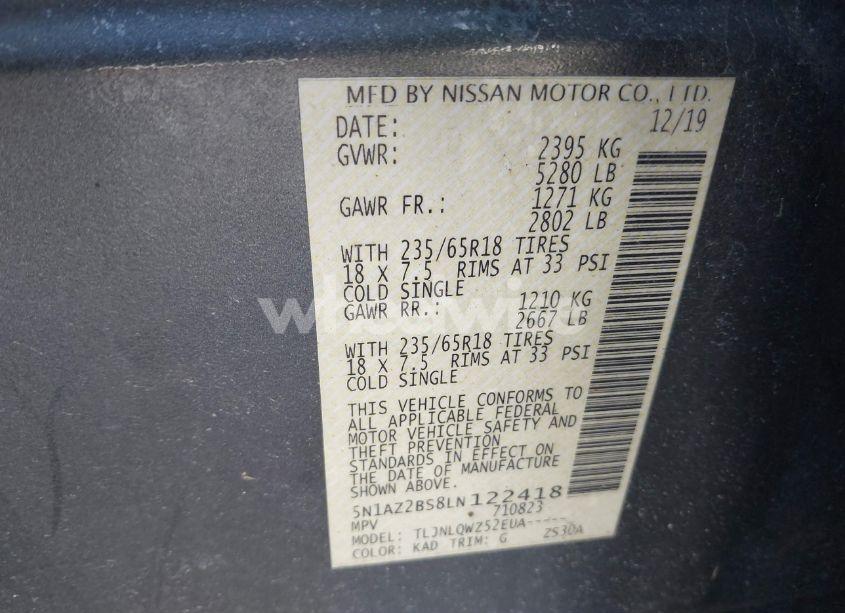 MFD BY NISSAN MOTOR CO., LTD.
DATE: 12/19
GVWR: 2395 KG
5280 LB
GAWR FR.: 1271 KG
2802 LB
WITH 235/65R18 TIRES
18 X 7.5 RIMS AT 33 PSI
COLD SINGLE
GAWR RR.: 1210 KG
2667 LB
WITH 235/65R18 TIRES
18 X 7.5 RIMS AT 33 PSI
COLD SINGLE
THIS VEHICLE CONFORMS TO
ALL APPLICABLE FEDERAL
MOTOR VEHICLE SAFETY AND
THEFT PREVENTION
STANDARDS IN EFFECT ON
THE DATE OF MANUFACTURE
SHOWN ABOVE.
5N1AZ2BS8LN122418
MPV 710823
MODEL: TLJNLQWZ52EUA-----
COLOR: KAD TRIM: G ZS30A